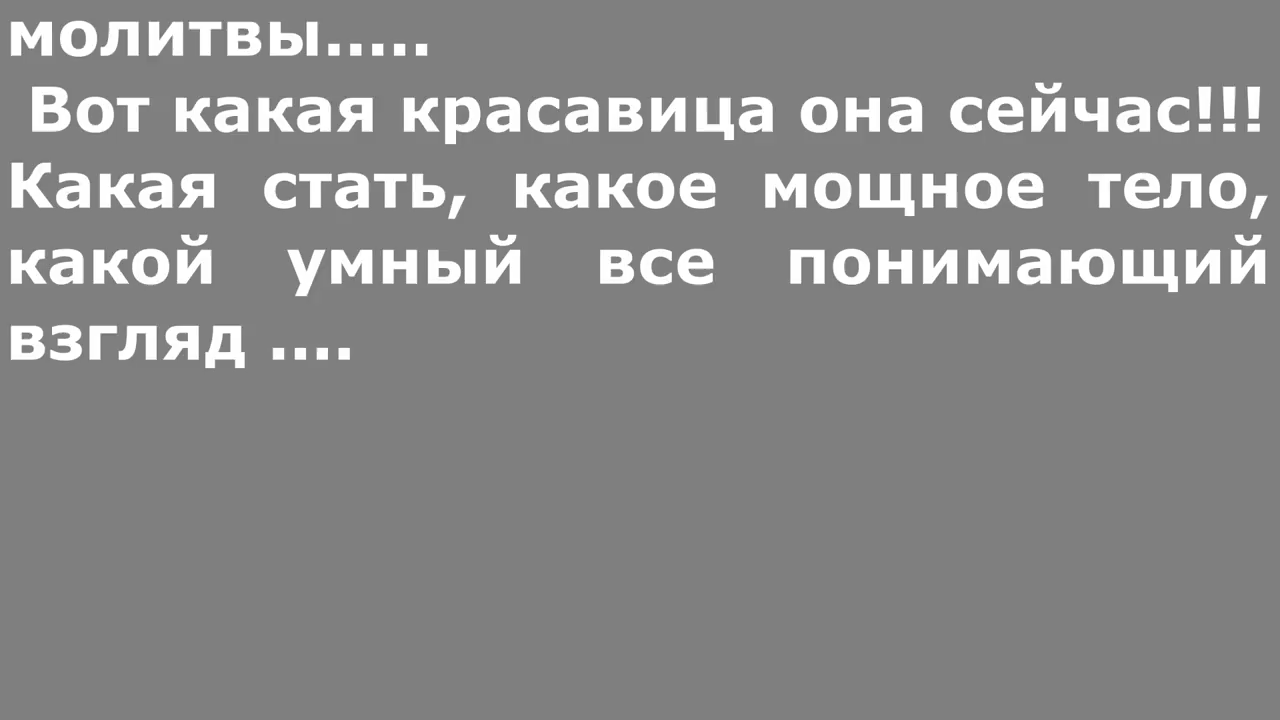 молитвы.....
Вот какая красавица она сейчас!!!
Какая стать, какое мощное тело,
какой умный все понимающий
взгляд ....